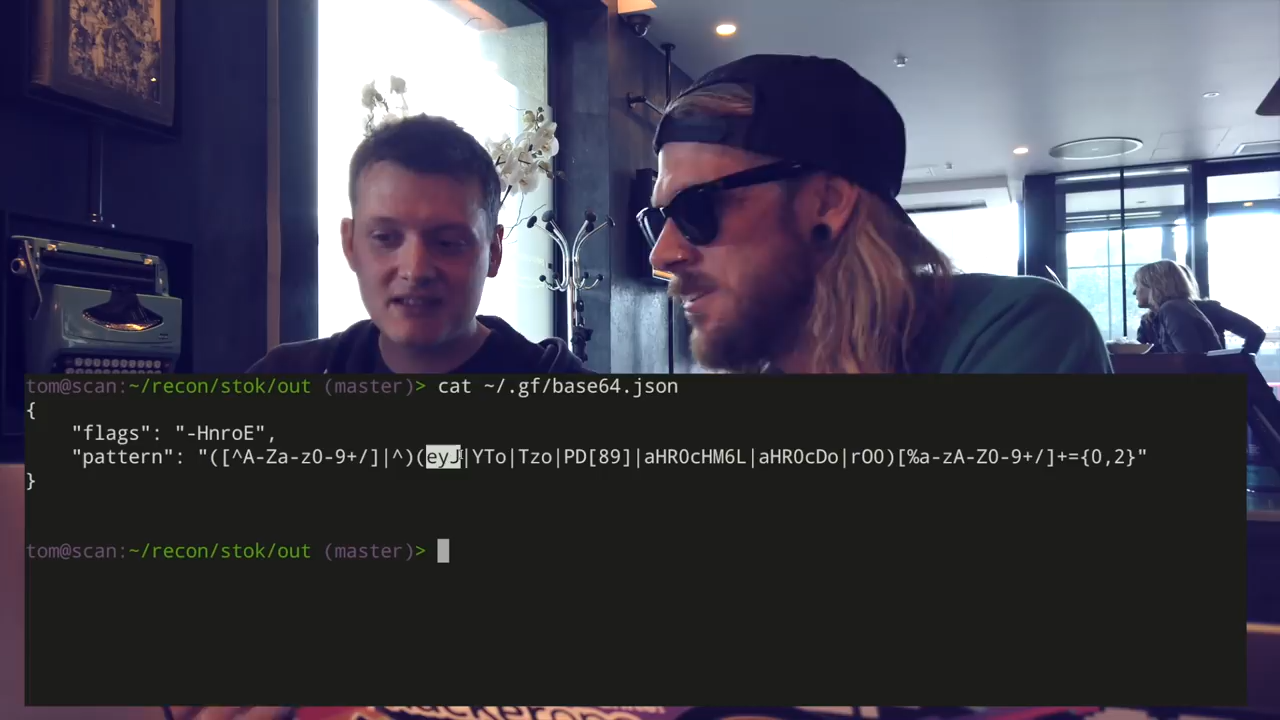 tom@scan:~/recon/stok/out (master)> cat ~/.gf/base64.json
{
"flags": "-HnroE",
"pattern": "([^A-Za-z0-9+/]|^)(eyJ|YTo|Tzo|PD[89]|aHR0cHM6L|aHR0cDo|rO0)[%a-zA-Z0-9+/]+={0,2}"
}
tom@scan:~/recon/stok/out (master)>